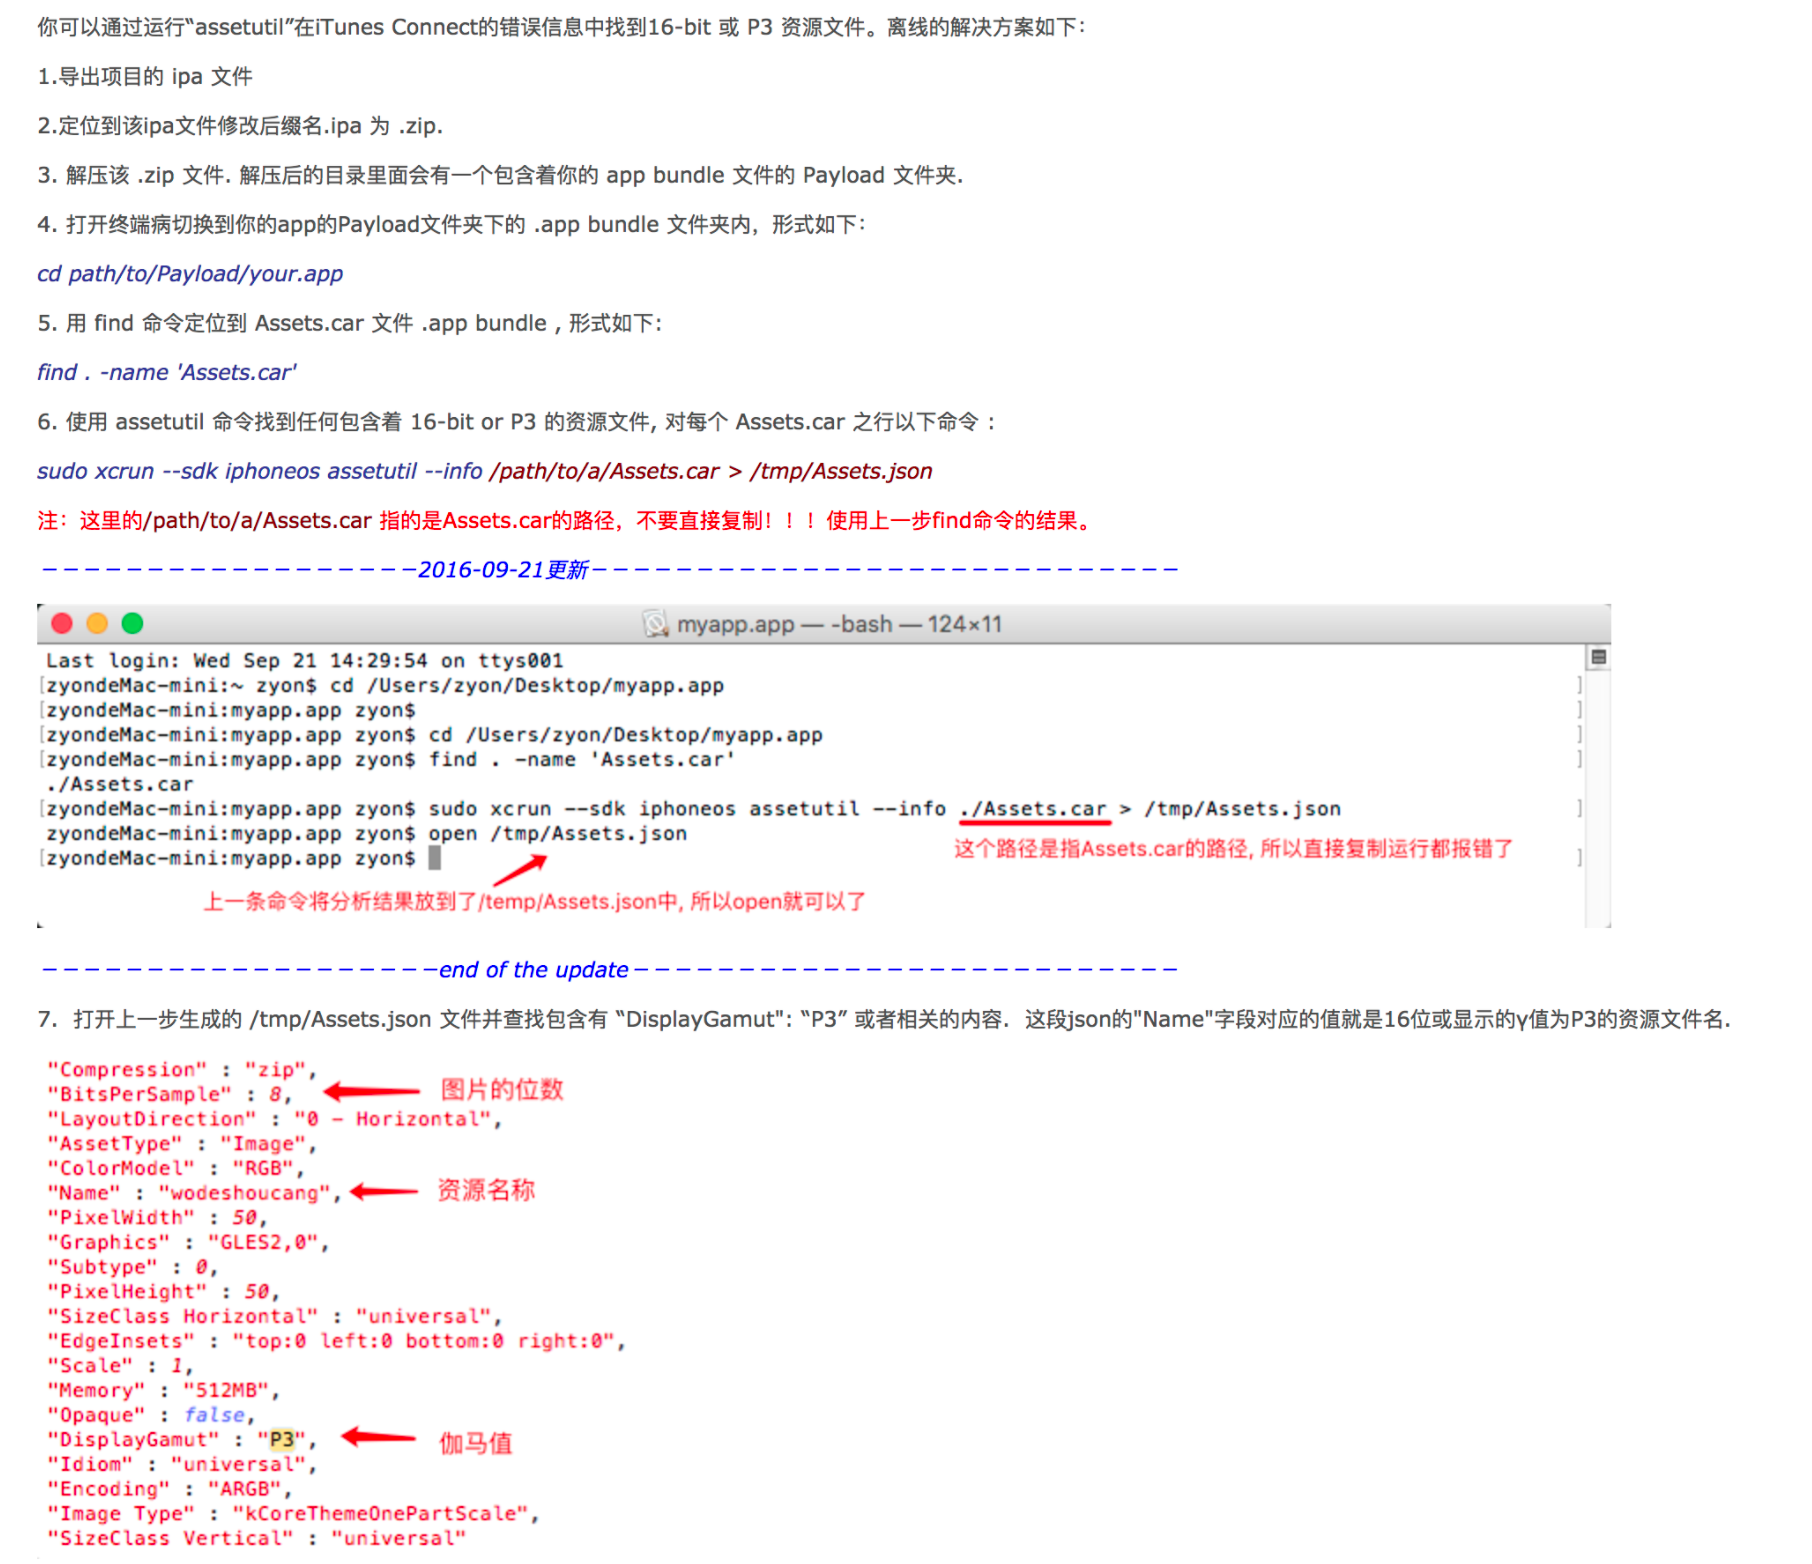 你可以通过运行“assetutil”在iTunes Connect的错误信息中找到16-bit 或 P3 资源文件。离线的解决方案如下：
1.导出项目的 ipa 文件
2.定位到该ipa文件修改后缀名.ipa 为 .zip.
3. 解压该 .zip 文件. 解压后的目录里面会有一个包含着你的 app bundle 文件的 Payload 文件夹.
4. 打开终端病切换到你的app的Payload文件夹下的 .app bundle 文件夹内，形式如下：
cd path/to/Payload/your.app
5. 用 find 命令定位到 Assets.car 文件 .app bundle , 形式如下:
find . -name 'Assets.car'
6. 使用 assetutil 命令找到任何包含着 16-bit or P3 的资源文件, 对每个 Assets.car 之行以下命令 :
sudo xcrun --sdk iphoneos assetutil --info /path/to/a/Assets.car > /tmp/Assets.json
注：这里的/path/to/a/Assets.car 指的是Assets.car的路径，不要直接复制！！！使用上一步find命令的结果。
－－－－－－－－－－－－－－－－－－2016-09-21更新－－－－－－－－－－－－－－－－－－－－－－－－－－－－
myapp.app — -bash — 124×11
Last login: Wed Sep 21 14:29:54 on ttys001
[zyondeMac-mini:~ zyon$ cd /Users/zyon/Desktop/myapp.app ]
[zyondeMac-mini:myapp.app zyon$ ]
[zyondeMac-mini:myapp.app zyon$ cd /Users/zyon/Desktop/myapp.app ]
[zyondeMac-mini:myapp.app zyon$ find . -name 'Assets.car' ]
./Assets.car
[zyondeMac-mini:myapp.app zyon$ sudo xcrun --sdk iphoneos assetutil --info ./Assets.car > /tmp/Assets.json ]
zyondeMac-mini:myapp.app zyon$ open /tmp/Assets.json
这个路径是指Assets.car的路径, 所以直接复制运行都报错了
[zyondeMac-mini:myapp.app zyon$ ]
上一条命令将分析结果放到了/temp/Assets.json中, 所以open就可以了
－－－－－－－－－－－－－－－－－－－end of the update－－－－－－－－－－－－－－－－－－－－－－－－－－
7. 打开上一步生成的 /tmp/Assets.json 文件并查找包含有 “DisplayGamut": “P3” 或者相关的内容. 这段json的"Name"字段对应的值就是16位或显示的γ值为P3的资源文件名.
"Compression" : "zip",
"BitsPerSample" : 8, 图片的位数
"LayoutDirection" : "0 - Horizontal",
"AssetType" : "Image",
"ColorModel" : "RGB",
"Name" : "wodeshoucang", 资源名称
"PixelWidth" : 50,
"Graphics" : "GLES2,0",
"Subtype" : 0,
"PixelHeight" : 50,
"SizeClass Horizontal" : "universal",
"EdgeInsets" : "top:0 left:0 bottom:0 right:0",
"Scale" : 1,
"Memory" : "512MB",
"Opaque" : false,
"DisplayGamut" : "P3", 伽马值
"Idiom" : "universal",
"Encoding" : "ARGB",
"Image Type" : "kCoreThemeOnePartScale",
"SizeClass Vertical" : "universal"